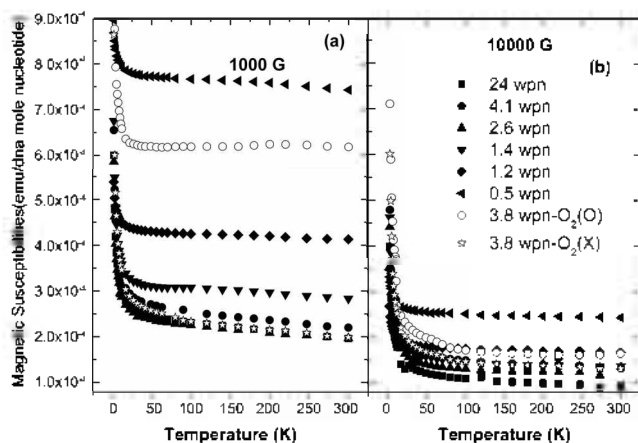 Magnetic Susceptibilities(emu/dna mole nucleotide)
9.0x10⁻⁴
8.0x10⁻⁴
7.0x10⁻⁴
6.0x10⁻⁴
5.0x10⁻⁴
4.0x10⁻⁴
3.0x10⁻⁴
2.0x10⁻⁴
1.0x10⁻⁴
(a)
1000 G
0 50 100 150 200 250 300
Temperature (K)
10000 G
(b)
24 wpn
4.1 wpn
2.6 wpn
1.4 wpn
1.2 wpn
0.5 wpn
3.8 wpn-O₂(O)
3.8 wpn-O₂(X)
0 50 100 150 200 250 300
Temperature (K)